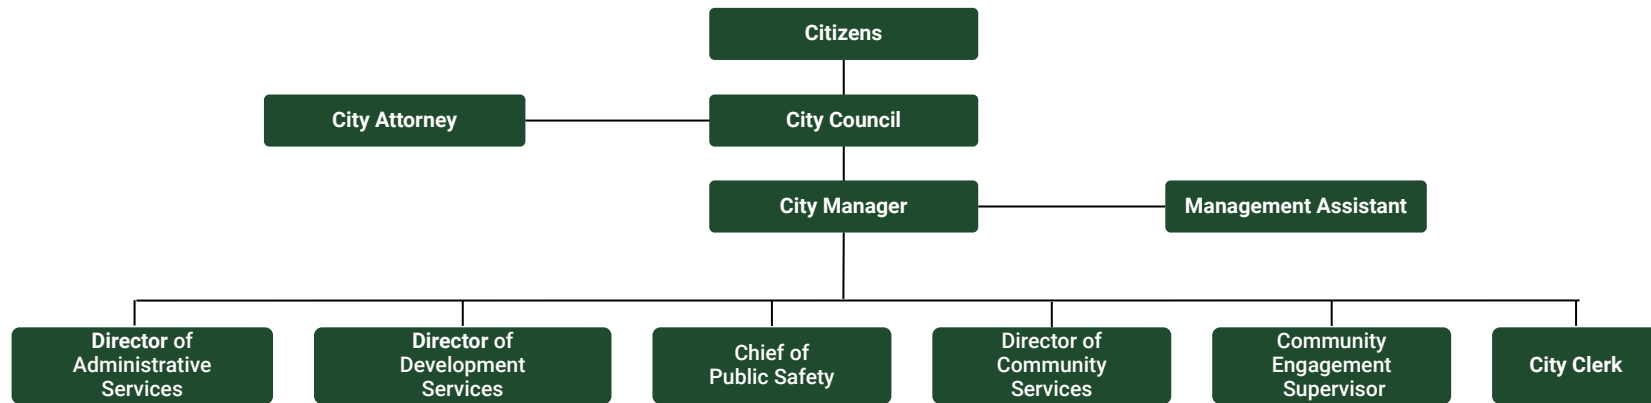 Citizens
City Attorney
City Council
City Manager
Management Assistant
Director of
Administrative
Services
Director of
Development
Services
Chief of
Public Safety
Director of
Community
Services
Community
Engagement
Supervisor
City Clerk